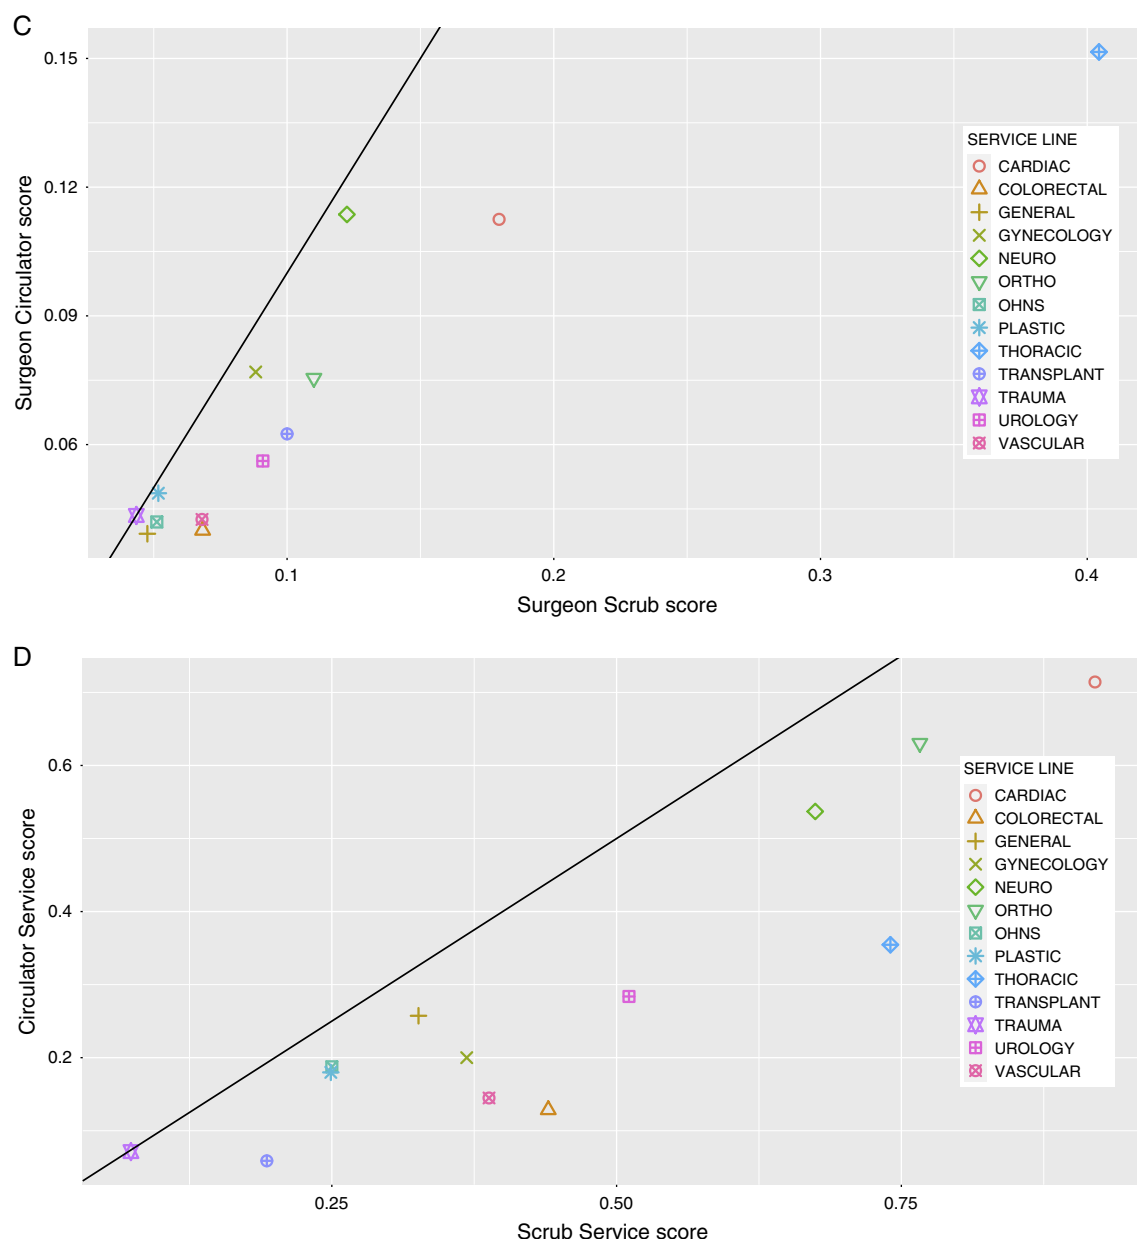 C
0.15
0.12
0.09
0.06
Surgeon Circulator score
0.1
0.2
0.3
0.4
Surgeon Scrub score
SERVICE LINE
CARDIAC
COLORECTAL
GENERAL
GYNECOLOGY
NEURO
ORTHO
OHNS
PLASTIC
THORACIC
TRANSPLANT
TRAUMA
UROLOGY
VASCULAR
D
0.6
0.4
0.2
Circulator Service score
0.25
0.50
0.75
Scrub Service score
SERVICE LINE
CARDIAC
COLORECTAL
GENERAL
GYNECOLOGY
NEURO
ORTHO
OHNS
PLASTIC
THORACIC
TRANSPLANT
TRAUMA
UROLOGY
VASCULAR